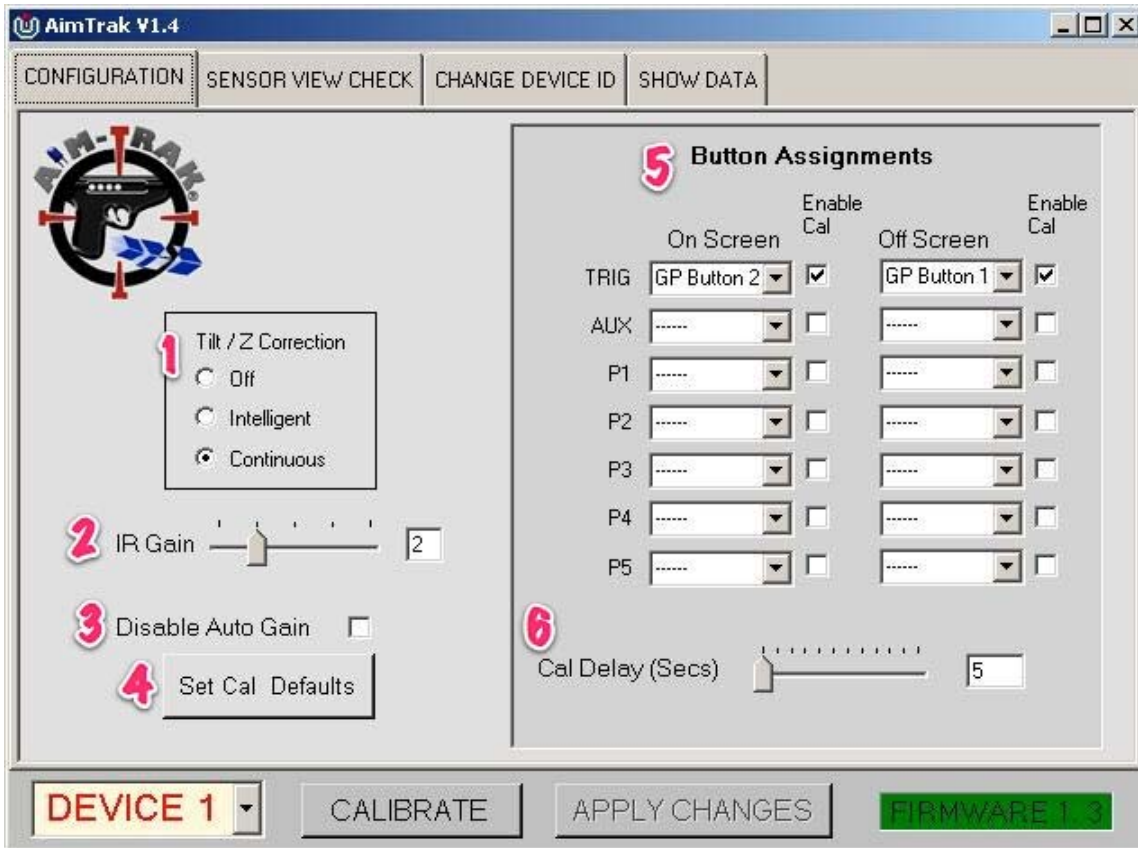 AimTrak V1.4
CONFIGURATION SENSOR VIEW CHECK CHANGE DEVICE ID SHOW DATA
AIM-TRAK®
1 Tilt / Z Correction
Off
Intelligent
Continuous
2 IR Gain 2
3 Disable Auto Gain
4 Set Cal Defaults
5 Button Assignments
On Screen Enable Cal Off Screen Enable Cal
TRIG GP Button 2 GP Button 1
AUX ------ ------
P1 ------ ------
P2 ------ ------
P3 ------ ------
P4 ------ ------
P5 ------ ------
6
Cal Delay (Secs) 5
DEVICE 1 CALIBRATE APPLY CHANGES FIRMWARE 1. 3